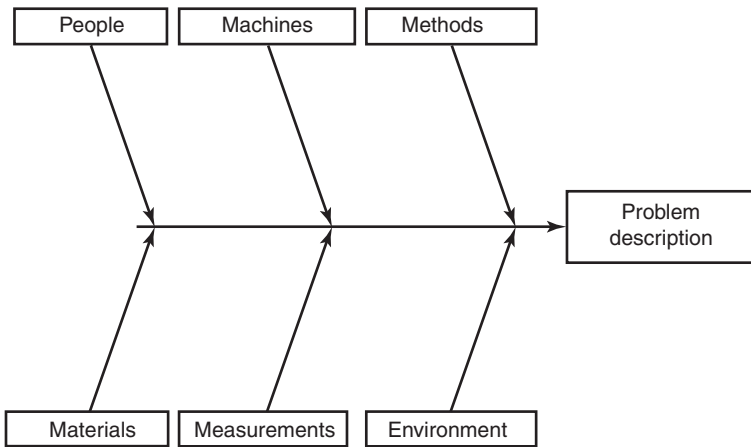 People
Machines
Methods
Problem
description
Materials
Measurements
Environment